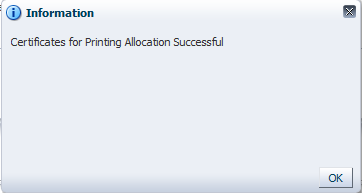 Information
Certificates for Printing Allocation Successful
OK